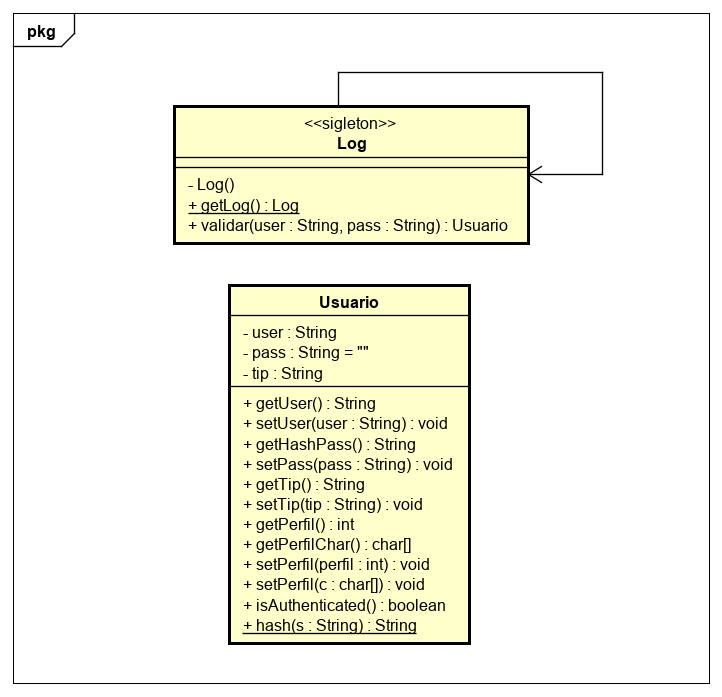 pkg
<<sigleton>>
Log
- Log()
+ getLog() : Log
+ validar(user : String, pass : String) : Usuario
Usuario
- user : String
- pass : String = ""
- tip : String
+ getUser() : String
+ setUser(user : String) : void
+ getHashPass() : String
+ setPass(pass : String) : void
+ getTip() : String
+ setTip(tip : String) : void
+ getPerfil() : int
+ getPerfilChar() : char[]
+ setPerfil(perfil : int) : void
+ setPerfil(c : char[]) : void
+ isAuthenticated() : boolean
+ hash(s : String) : String